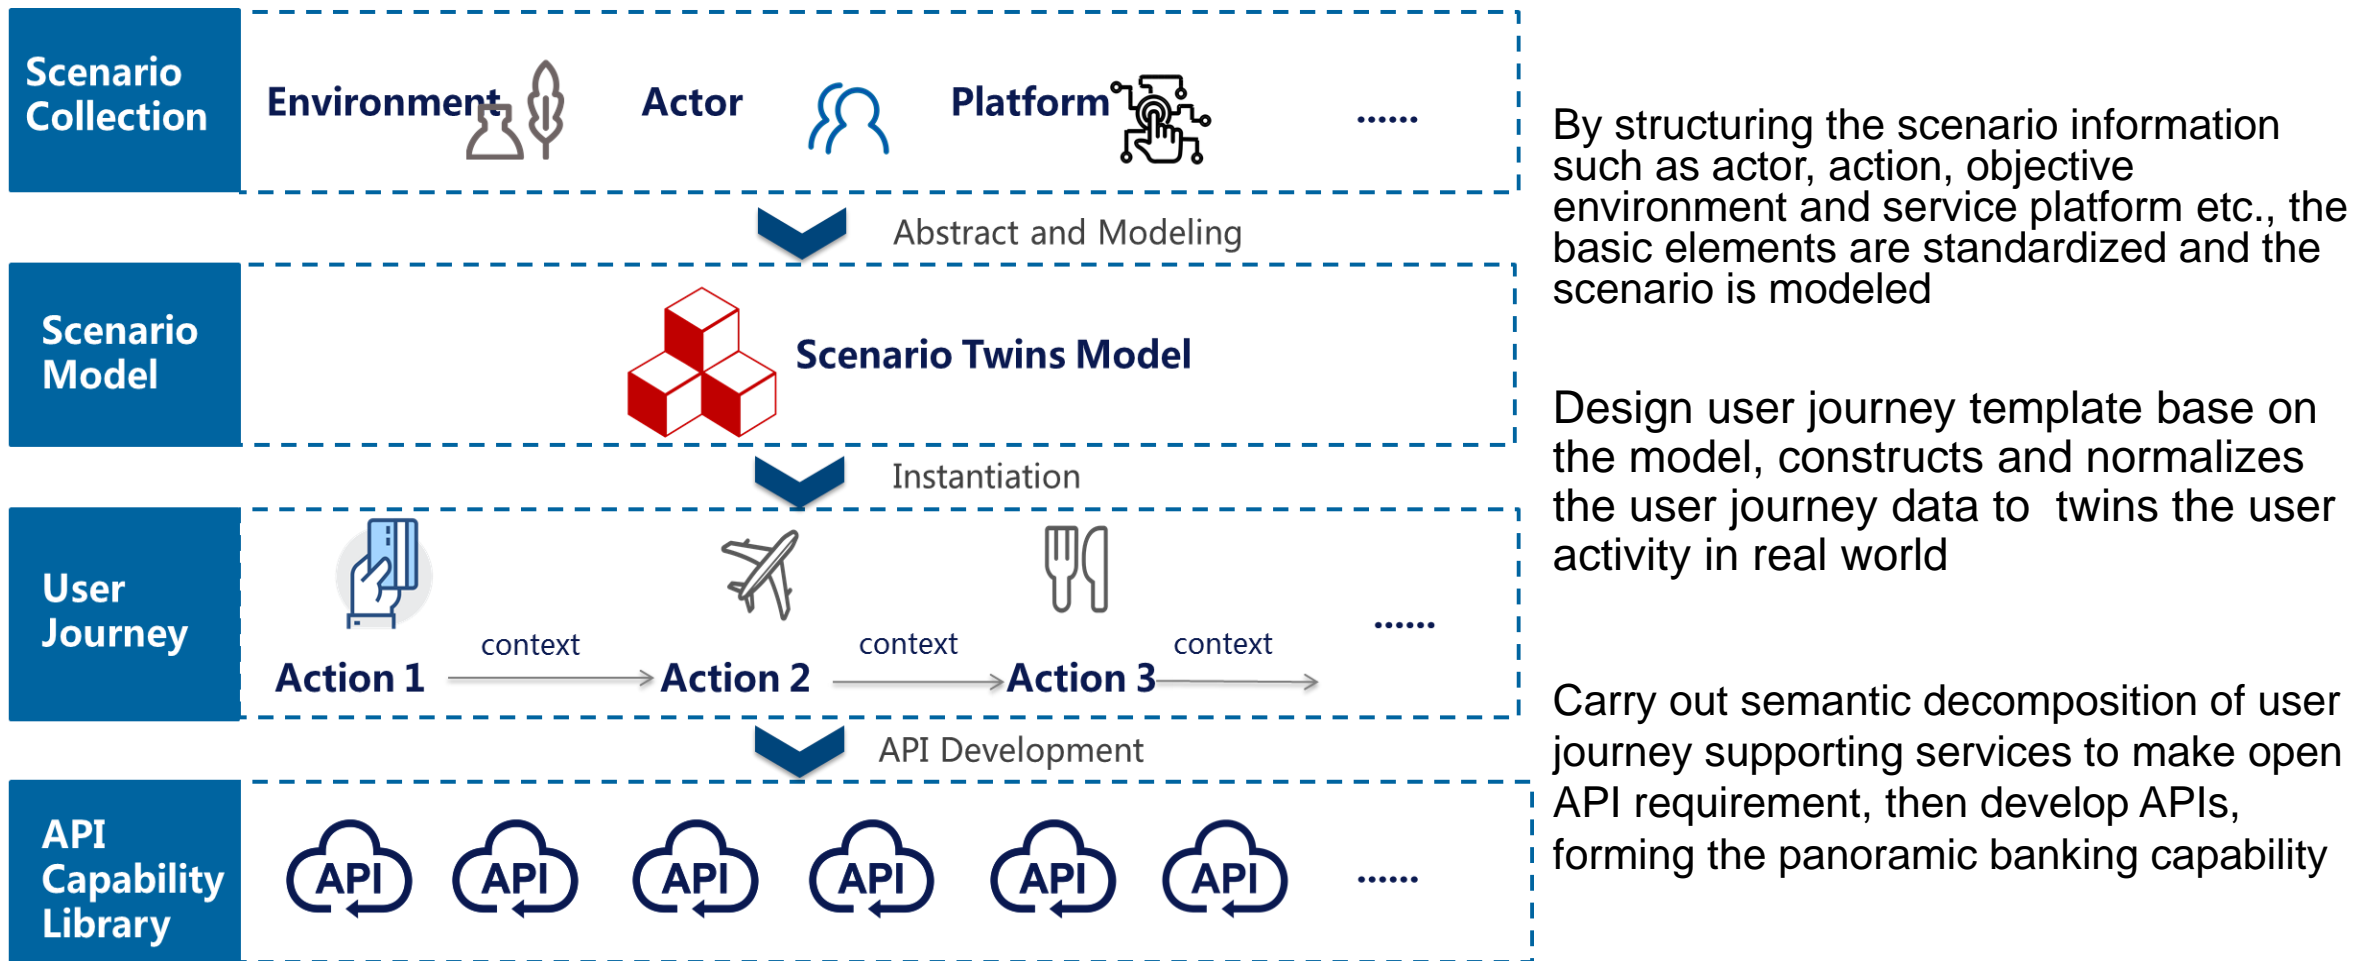 Scenario
Collection
Environment
Actor
Platform
......
Abstract and Modeling
Scenario
Model
Scenario Twins Model
Instantiation
User
Journey
Action 1
context
Action 2
context
Action 3
context
......
API Development
API
Capability
Library
API
API
API
API
API
API
......
By structuring the scenario information
such as actor, action, objective
environment and service platform etc., the
basic elements are standardized and the
scenario is modeled
Design user journey template base on
the model, constructs and normalizes
the user journey data to  twins the user
activity in real world
Carry out semantic decomposition of user
journey supporting services to make open
API requirement, then develop APIs,
forming the panoramic banking capability